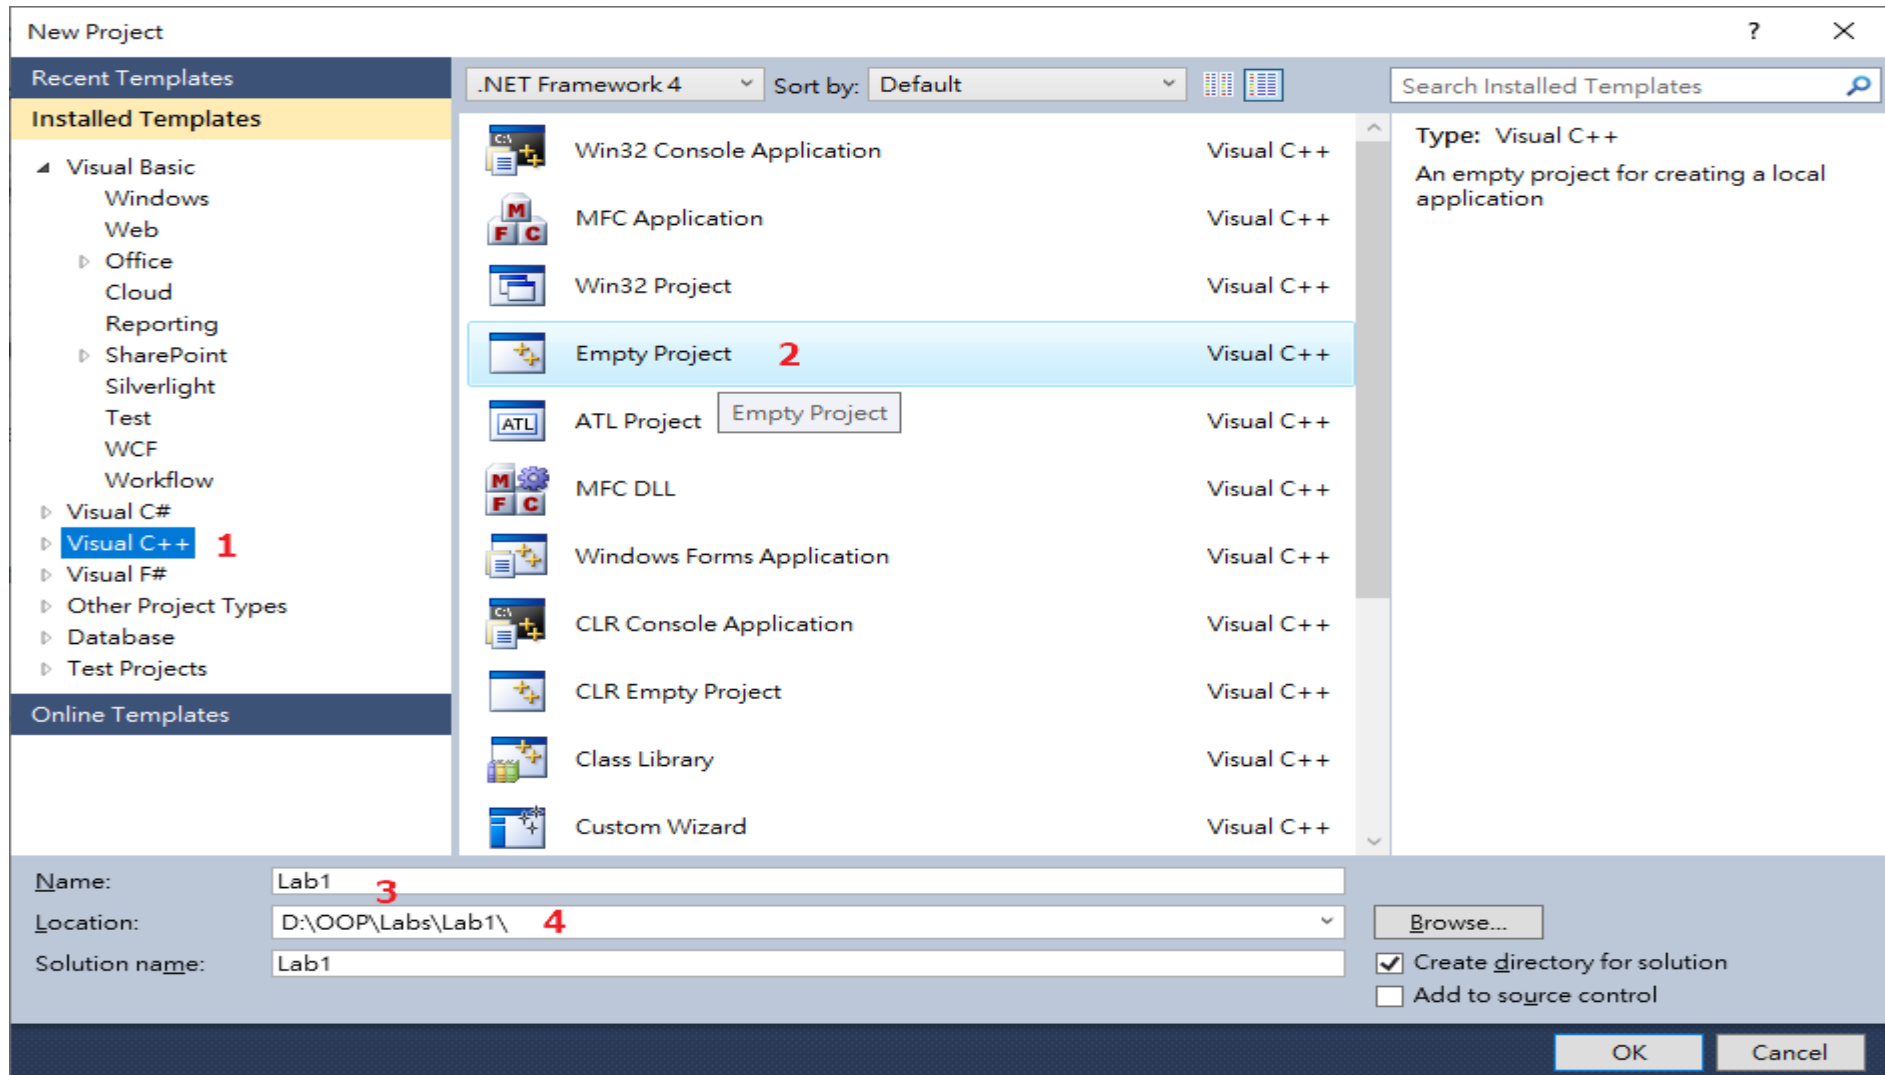 New Project
?
Recent Templates
.NET Framework 4
Sort by:
Default
Search Installed Templates
Installed Templates
Visual Basic
Windows
Web
Office
Cloud
Reporting
SharePoint
Silverlight
Test
WCF
Workflow
Visual C#
Visual C++ 1
Visual F#
Other Project Types
Database
Test Projects
Online Templates
C:\
Win32 Console Application Visual C++
M F C
MFC Application Visual C++
Win32 Project Visual C++
Empty Project 2 Visual C++
ATL
ATL Project Visual C++
Empty Project
M F C
MFC DLL Visual C++
Windows Forms Application Visual C++
C:\
CLR Console Application Visual C++
CLR Empty Project Visual C++
Class Library Visual C++
Custom Wizard Visual C++
Type: Visual C++
An empty project for creating a local
application
Name: Lab1 3
Location: D:\OOP\Labs\Lab1\ 4
Browse...
Solution name: Lab1
Create directory for solution
Add to source control
OK
Cancel